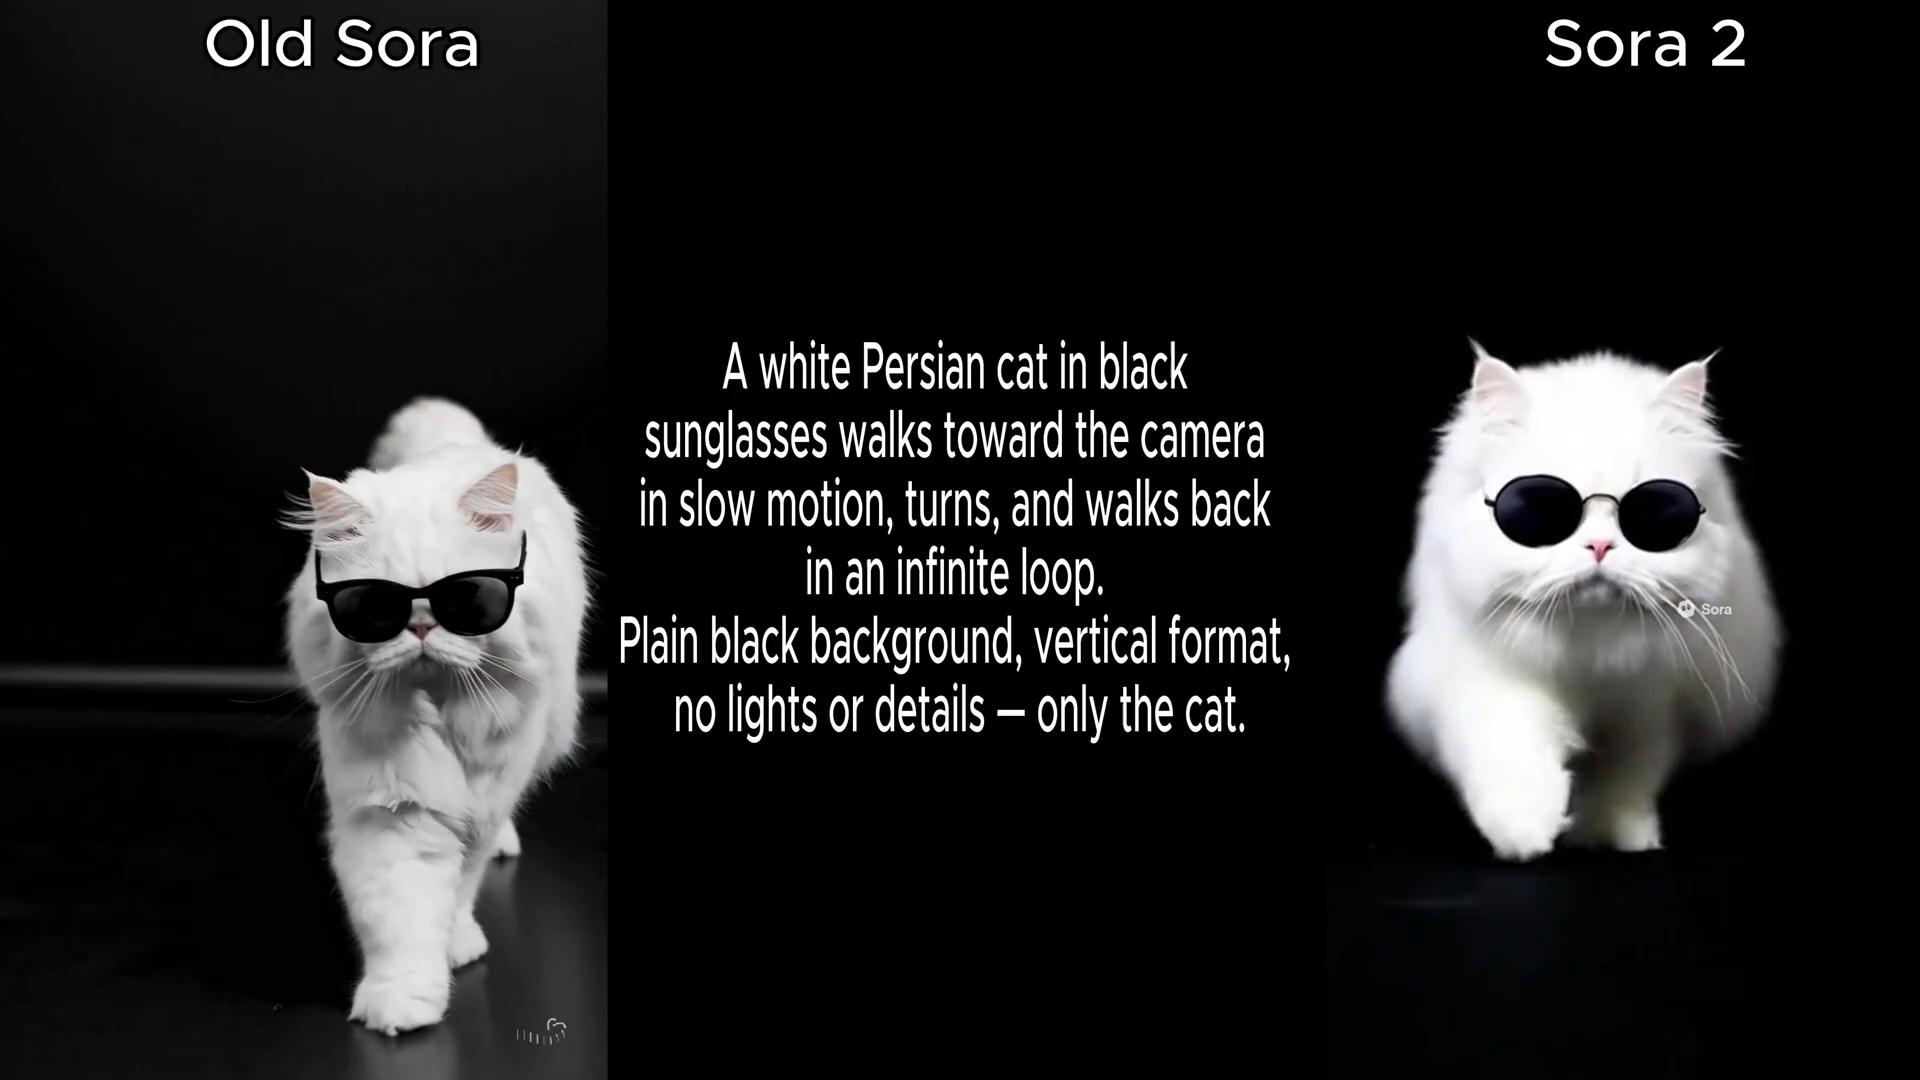 Old Sora
Sora 2
A white Persian cat in black
sunglasses walks toward the camera
in slow motion, turns, and walks back
in an infinite loop.
Plain black background, vertical format,
no lights or details — only the cat.
Sora